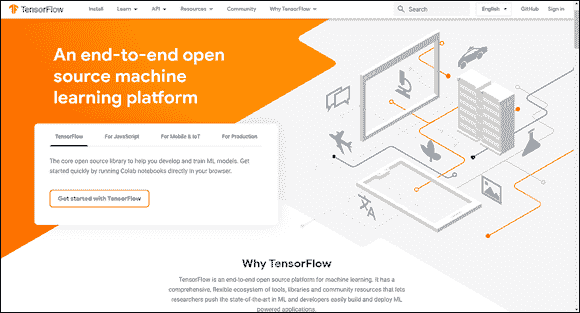 TensorFlow Install Learn API Resources Community Why TensorFlow Search English GitHub Sign in
An end-to-end open
source machine
learning platform
TensorFlow For JavaScript For Mobile & IoT For Production
The core open source library to help you develop and train ML models. Get
started quickly by running Colab notebooks directly in your browser.
Get started with TensorFlow
Why TensorFlow
TensorFlow is an end-to-end open source platform for machine learning. It has a
comprehensive, flexible ecosystem of tools, libraries and community resources that lets
researchers push the state-of-the-art in ML and developers easily build and deploy ML
powered applications.